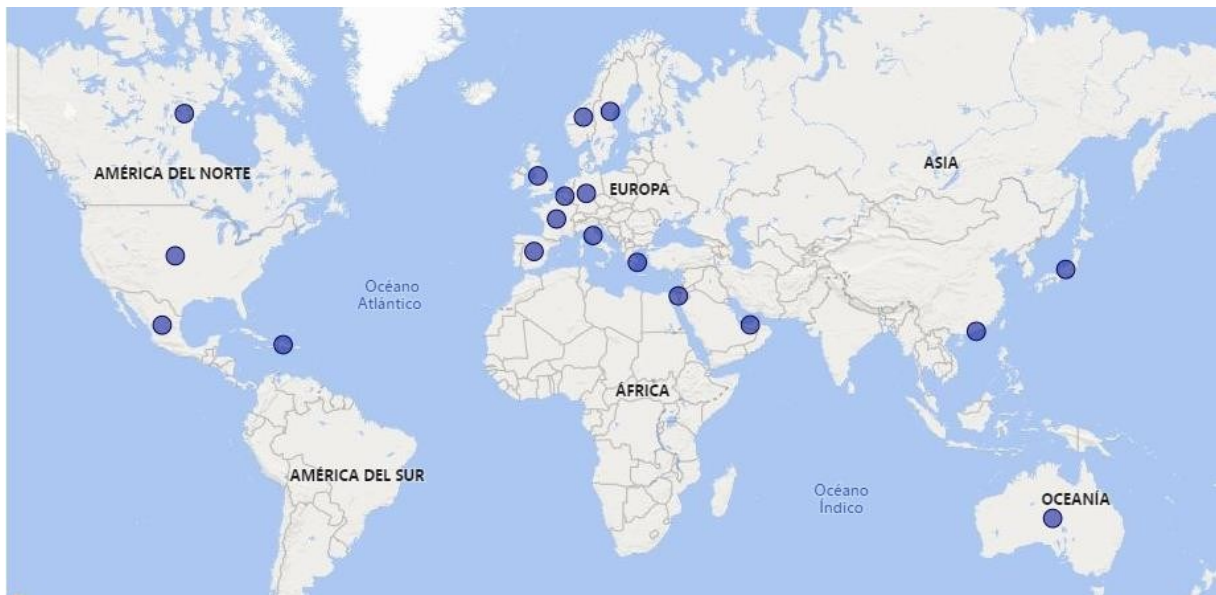 ASIA
AMÉRICA DEL NORTE
EUROPA
Océano
Atlántico
ÁFRICA
AMÉRICA DEL SUR
Océano
Índico
OCEANÍA